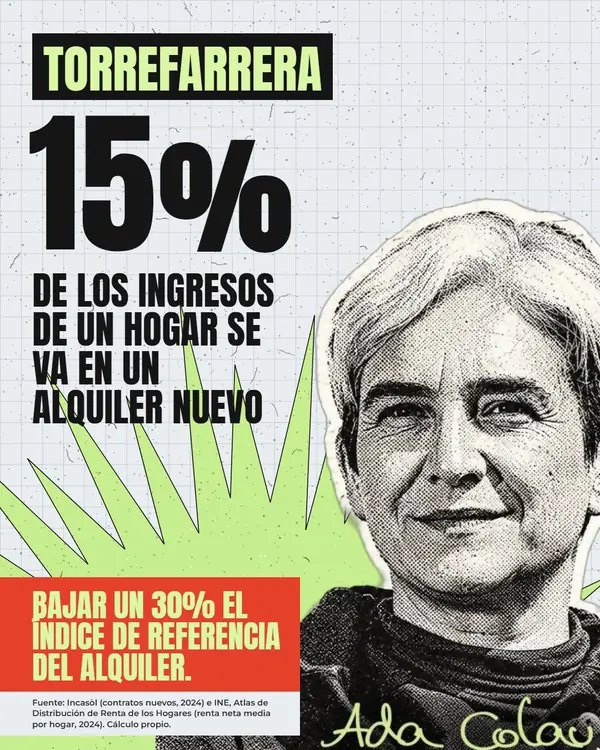 TORREFARRERA
15%
DE LOS INGRESOS
DE UN HOGAR SE
VA EN UN
ALQUILER NUEVO
BAJAR UN 30% EL
ÍNDICE DE REFERENCIA
DEL ALQUILER.
Fuente: Incasòl (contratos nuevos, 2024) e INE, Atlas de
Distribución de Renta de los Hogares (renta neta media
por hogar, 2024). Cálculo propio.
Ada Colau